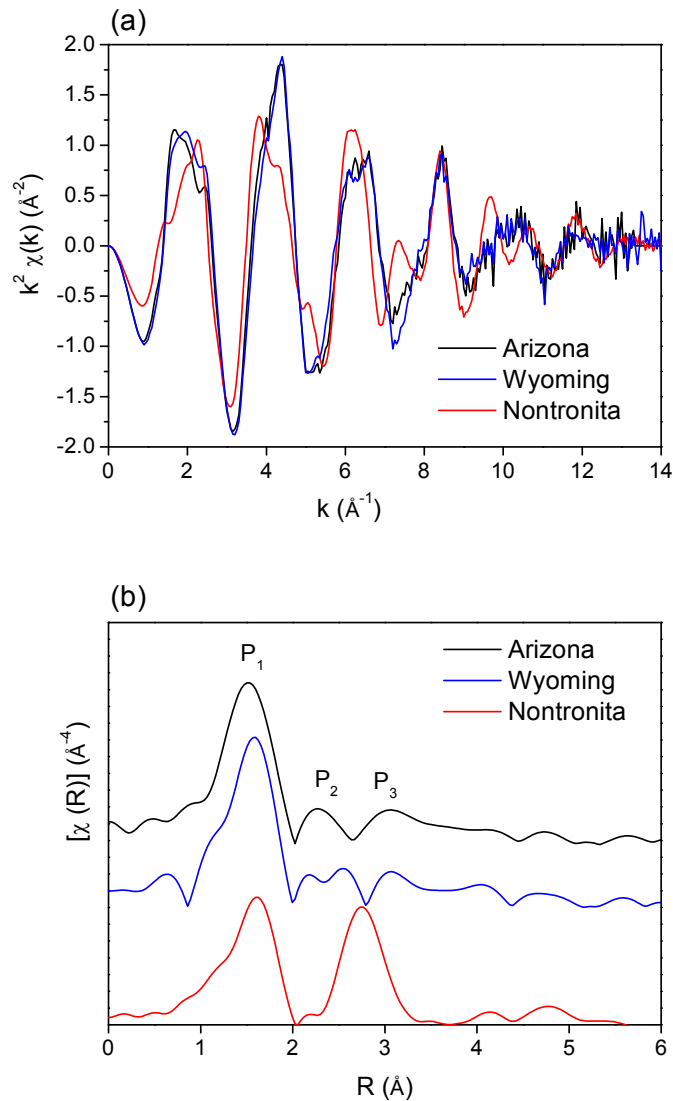 (a)
2.0
1.5
1.0
0.5
0.0
-0.5
-1.0
-1.5
-2.0
k² χ(k) (Å⁻²)
Arizona
Wyoming
Nontronita
0 2 4 6 8 10 12 14
k (Å⁻¹)
(b)
P₁
P₂
P₃
Arizona
Wyoming
Nontronita
[χ (R)] (Å⁻⁴)
0 1 2 3 4 5 6
R (Å)